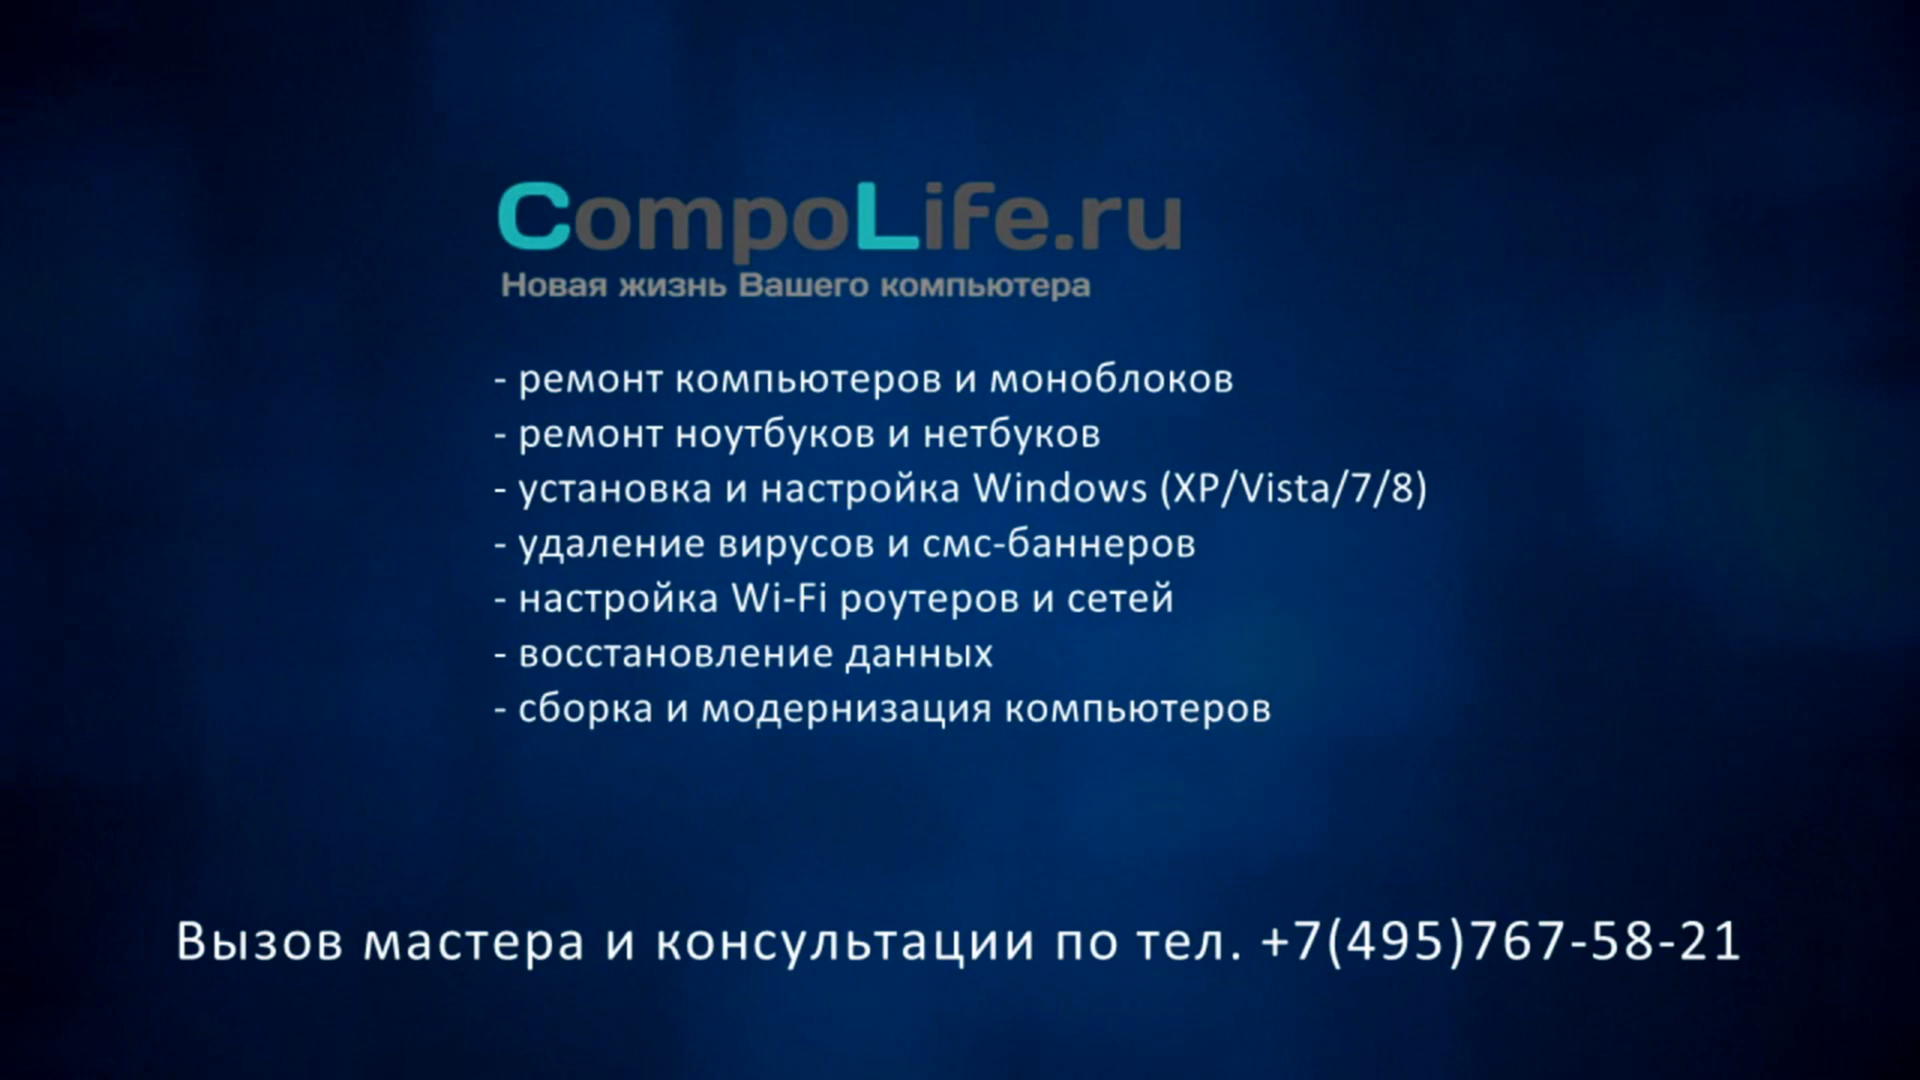 CompoLife.ru
Новая жизнь Вашего компьютера
- ремонт компьютеров и моноблоков
- ремонт ноутбуков и нетбуков
- установка и настройка Windows (XP/Vista/7/8)
- удаление вирусов и смс-баннеров
- настройка Wi-Fi роутеров и сетей
- восстановление данных
- сборка и модернизация компьютеров
Вызов мастера и консультации по тел. +7(495)767-58-21